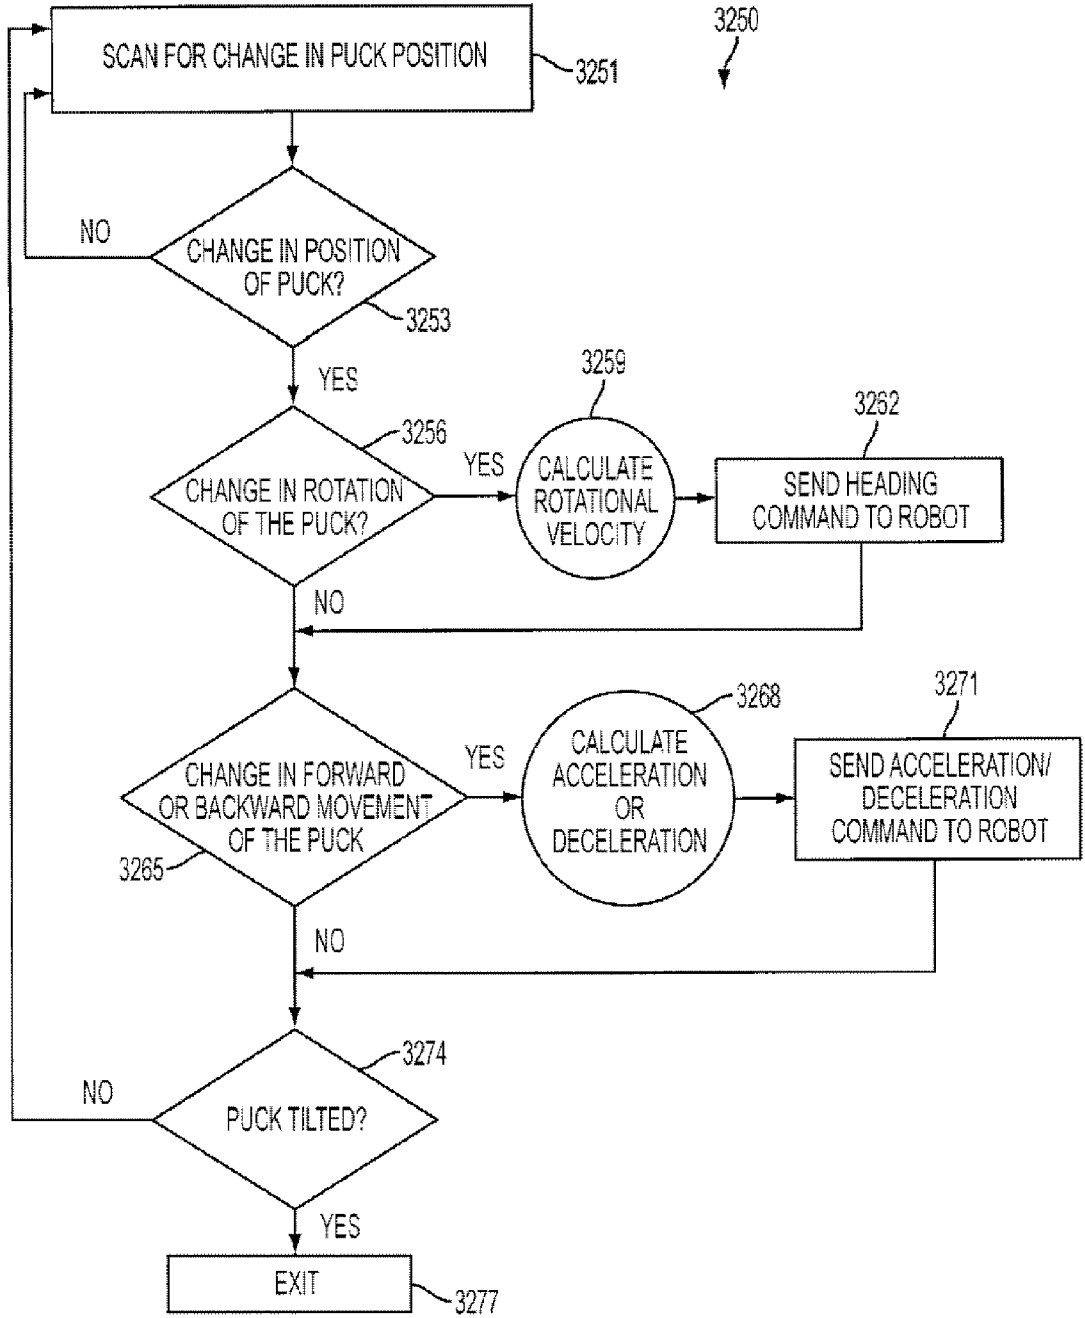 3250
SCAN FOR CHANGE IN PUCK POSITION
3251
NO
CHANGE IN POSITION
OF PUCK?
3253
YES
3259
3262
3256
YES
CHANGE IN ROTATION
OF THE PUCK?
CALCULATE
ROTATIONAL
VELOCITY
SEND HEADING
COMMAND TO ROBOT
NO
3268
3271
YES
CHANGE IN FORWARD
OR BACKWARD MOVEMENT
OF THE PUCK
3265
CALCULATE
ACCELERATION
OR
DECELERATION
SEND ACCELERATION/
DECELERATION
COMMAND TO ROBOT
NO
3274
NO
PUCK TILTED?
YES
EXIT
3277